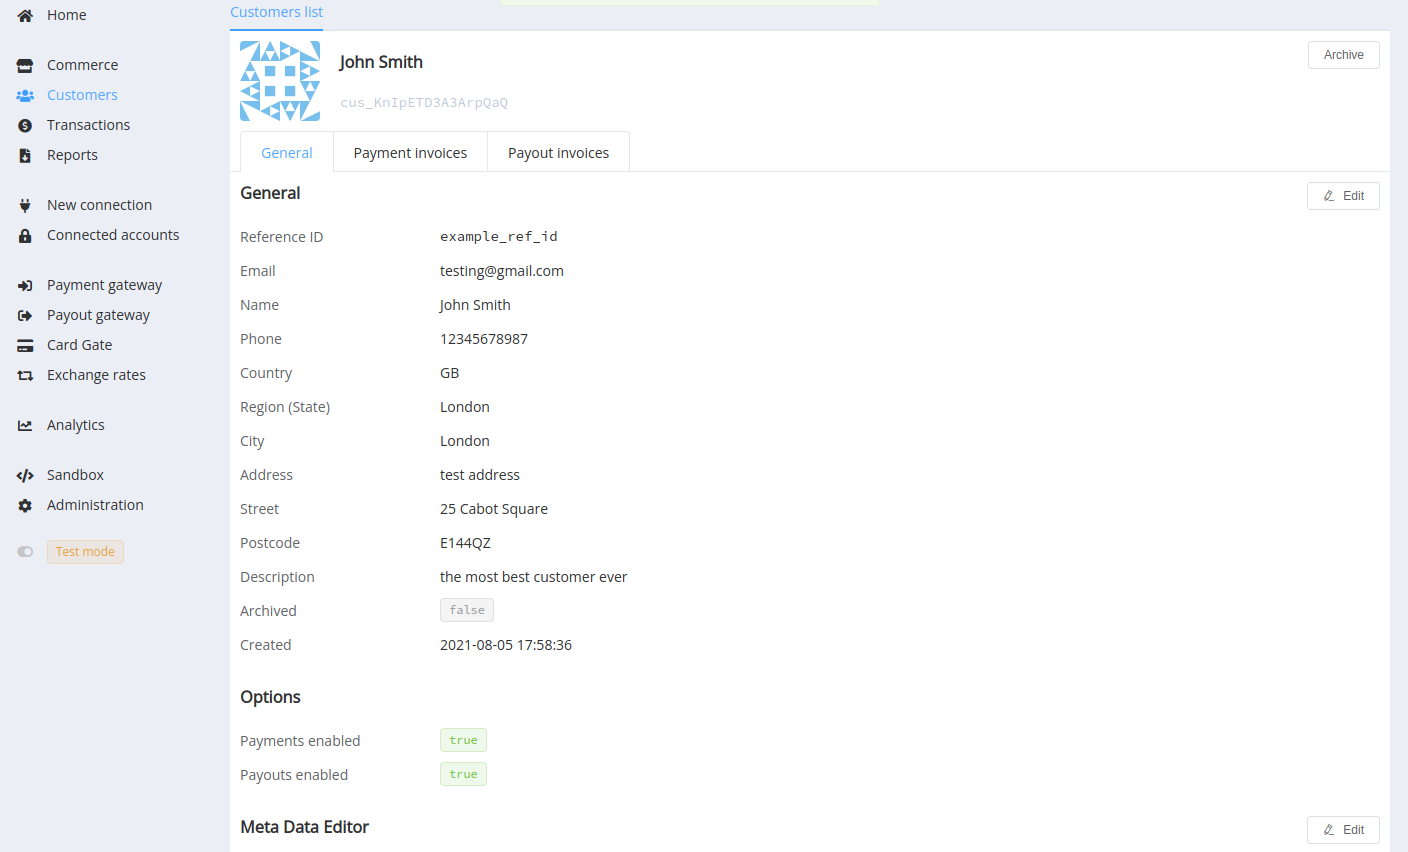 Home
Commerce
Customers
Transactions
Reports
New connection
Connected accounts
Payment gateway
Payout gateway
Card Gate
Exchange rates
Analytics
Sandbox
Administration
Test mode
Customers list
John Smith
Archive
cus_KnIpETD3A3ArpQaQ
General Payment invoices Payout invoices
General Edit
Reference ID example_ref_id
Email testing@gmail.com
Name John Smith
Phone 12345678987
Country GB
Region (State) London
City London
Address test address
Street 25 Cabot Square
Postcode E144QZ
Description the most best customer ever
Archived false
Created 2021-08-05 17:58:36
Options
Payments enabled true
Payouts enabled true
Meta Data Editor Edit